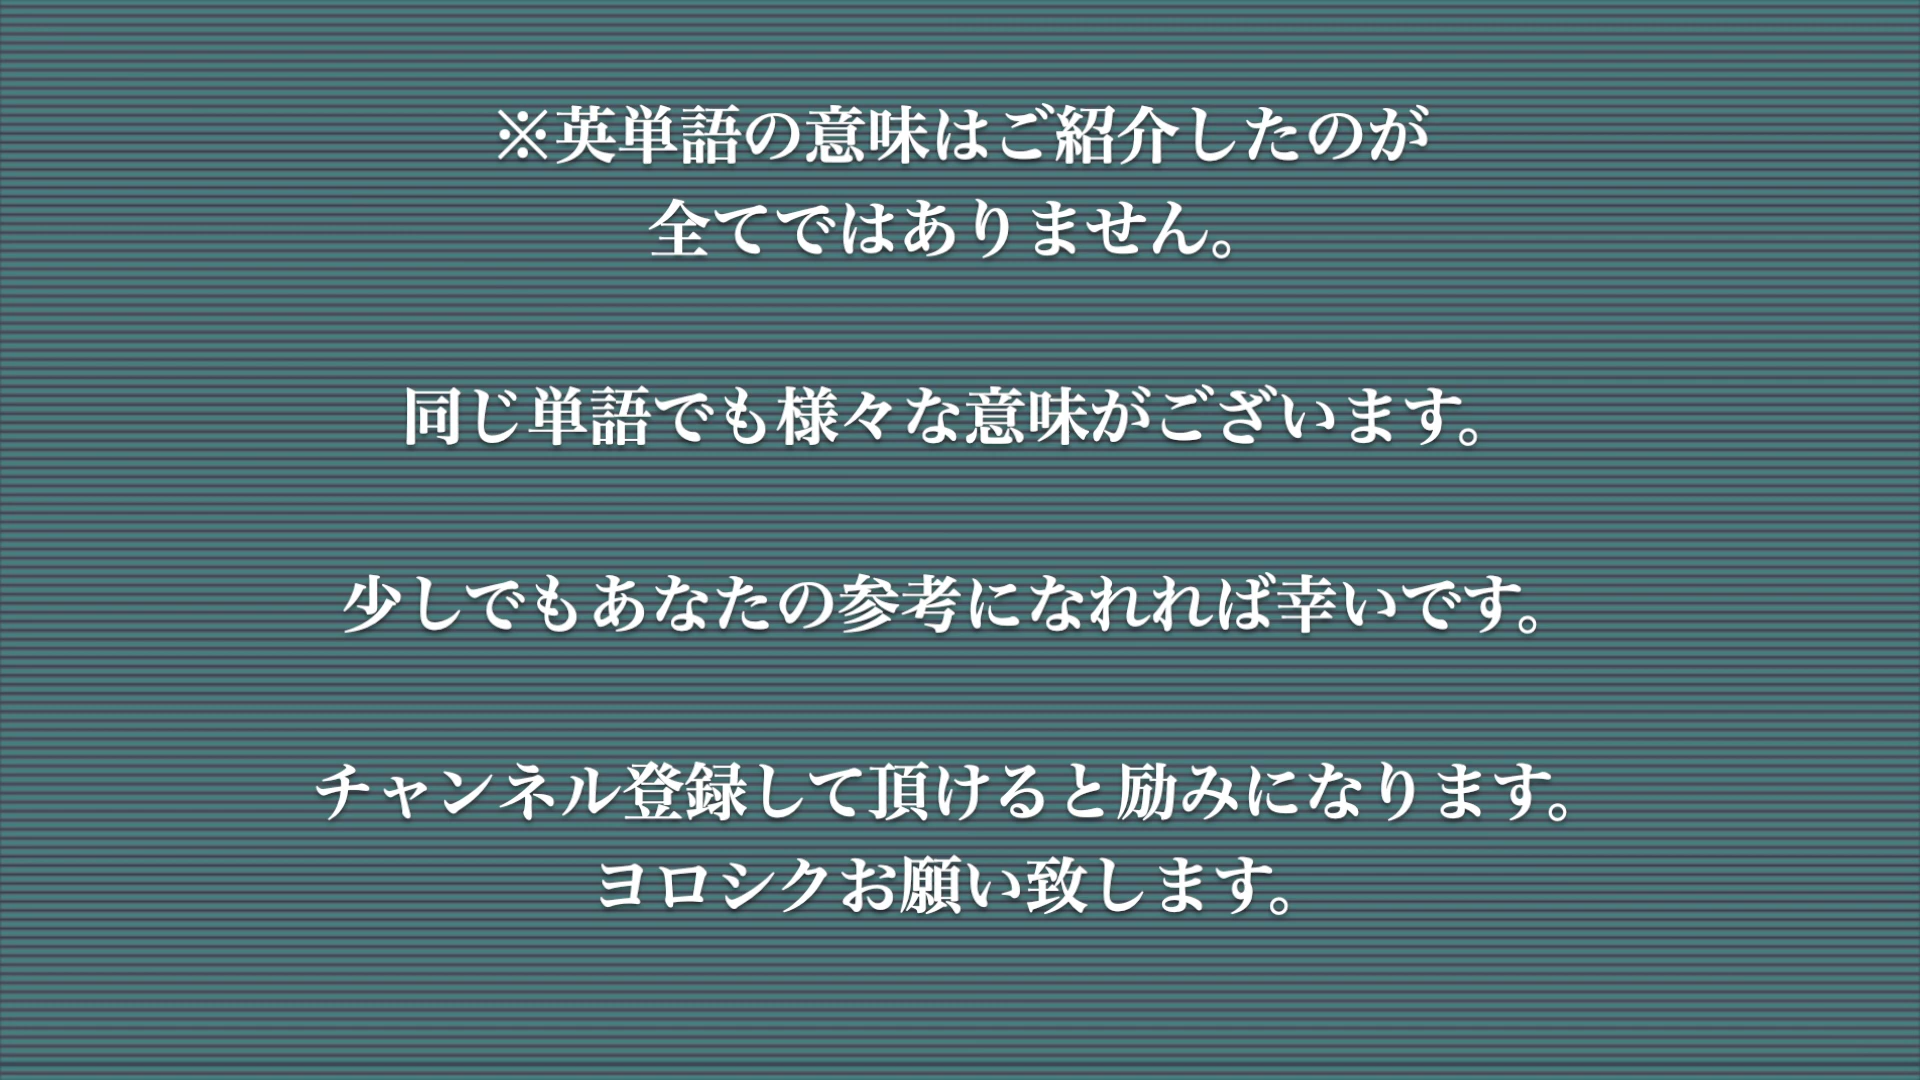 ※英単語の意味はご紹介したのが
全てではありません。
同じ単語でも様々な意味がございます。
少しでもあなたの参考になれれば幸いです。
チャンネル登録して頂けると励みになります。
ヨロシクお願い致します。